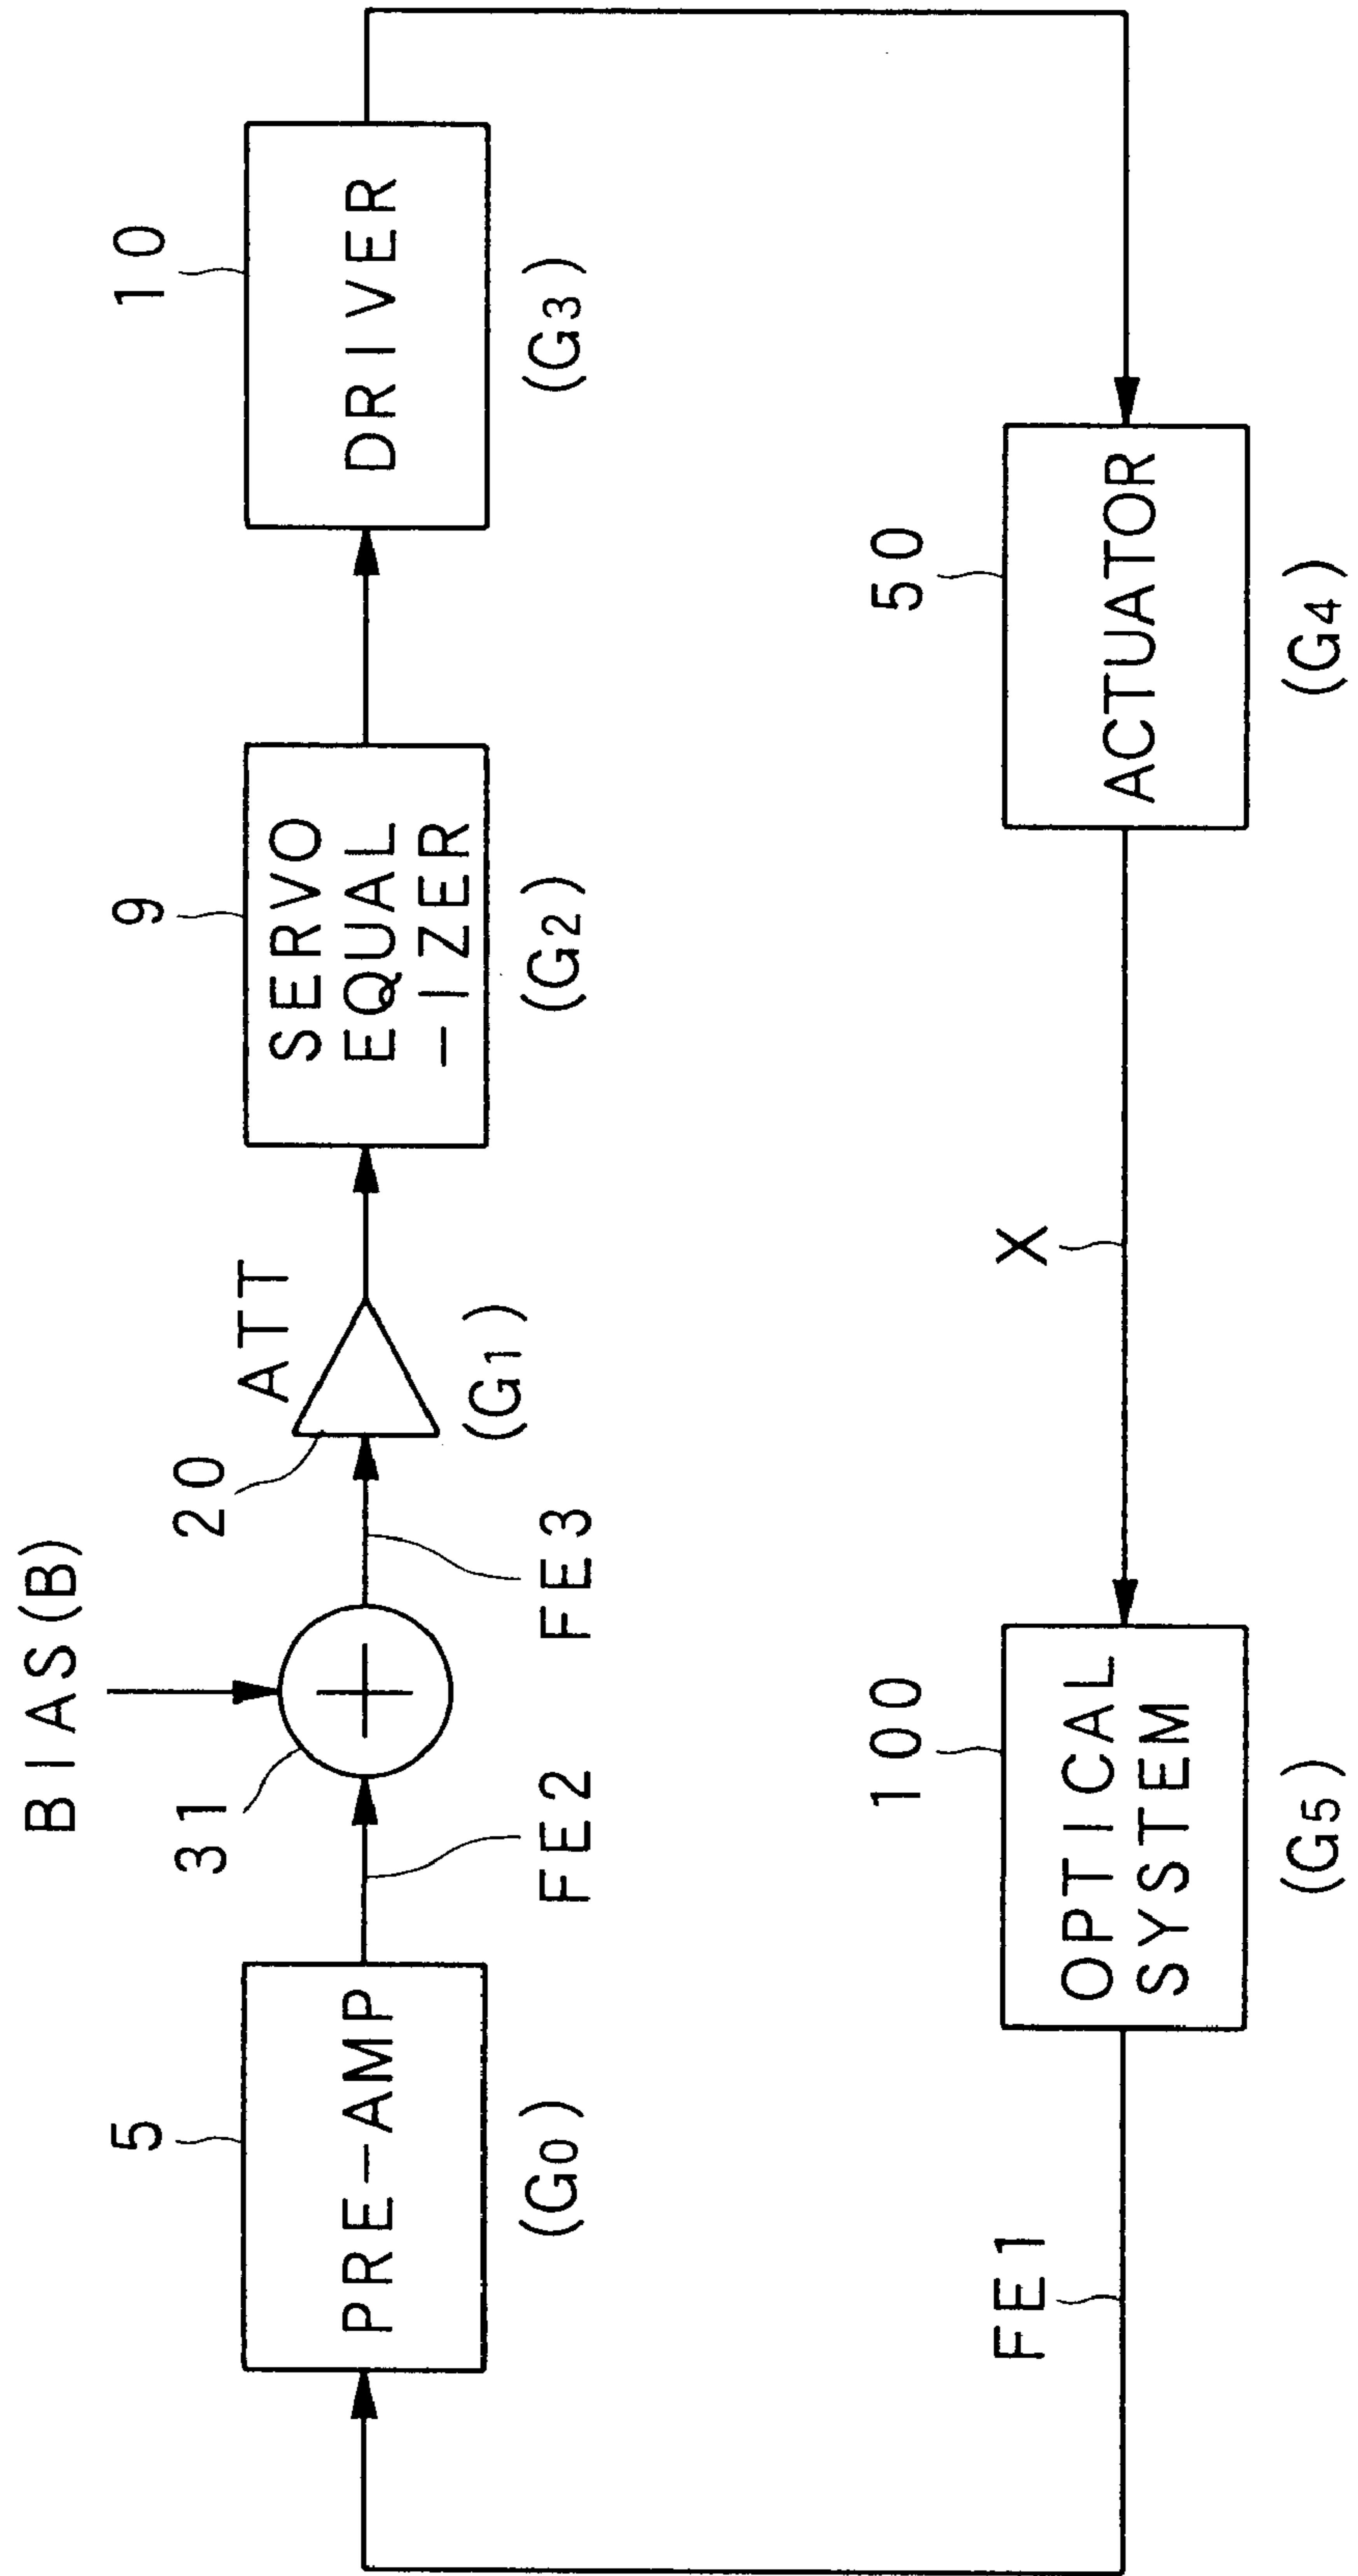 BIAS(B)
5
31
20
ATT
9
10
PRE-AMP
SERVO
EQUAL
-IZER
DRIVER
(G0)
FE2
FE3
(G1)
(G2)
(G3)
FE1
100
X
50
OPTICAL
SYSTEM
ACTUATOR
(G5)
(G4)